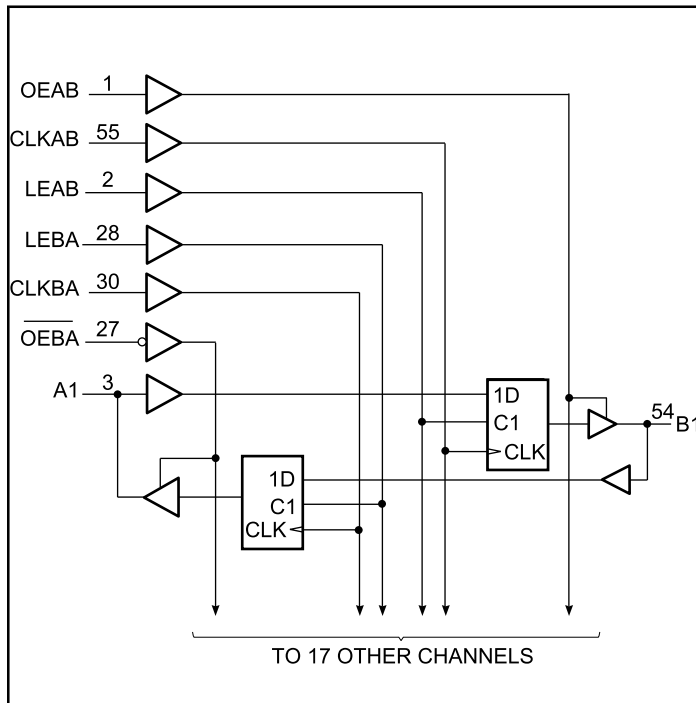 OEAB 1
CLKAB 55
LEAB 2
LEBA 28
CLKBA 30
OEBA 27
A1 3
1D
C1
CLK
54 B1
1D
C1
CLK
TO 17 OTHER CHANNELS